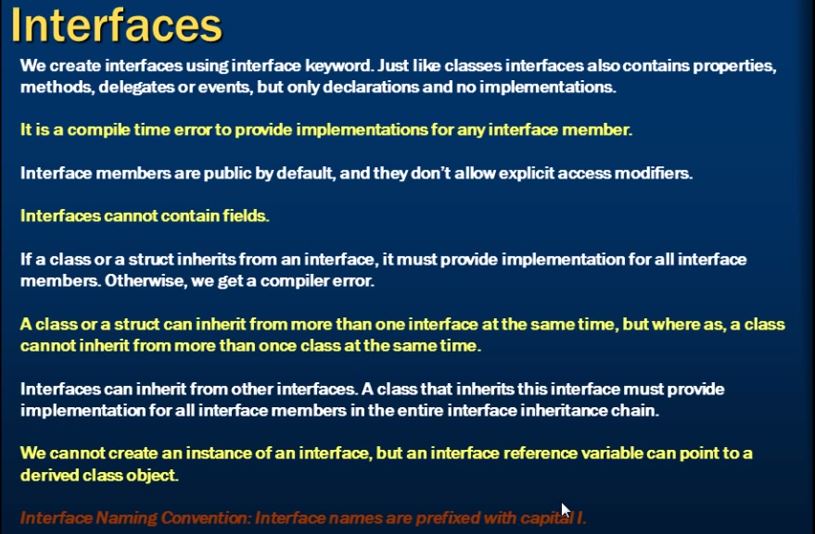 Interfaces
We create interfaces using interface keyword. Just like classes interfaces also contains properties,
methods, delegates or events, but only declarations and no implementations.
It is a compile time error to provide implementations for any interface member.
Interface members are public by default, and they don't allow explicit access modifiers.
Interfaces cannot contain fields.
If a class or a struct inherits from an interface, it must provide implementation for all interface
members. Otherwise, we get a compiler error.
A class or a struct can inherit from more than one interface at the same time, but where as, a class
cannot inherit from more than once class at the same time.
Interfaces can inherit from other interfaces. A class that inherits this interface must provide
implementation for all interface members in the entire interface inheritance chain.
We cannot create an instance of an interface, but an interface reference variable can point to a
derived class object.
Interface Naming Convention: Interface names are prefixed with capital I.